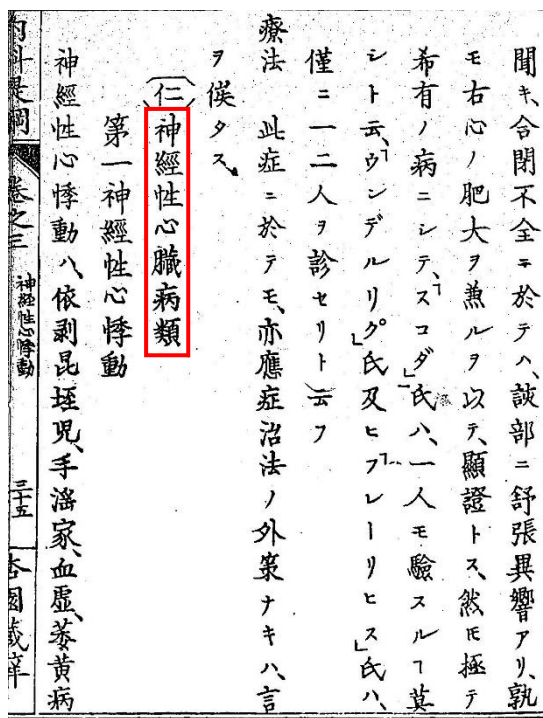 聞キ、合閉不全ニ於テハ、該部ニ舒張異響アリ、孰
モ右心ノ肥大ヲ兼ルヲ以テ、顯證トス、然𪜈極テ
希有ノ病ニシテ、「スコダ」氏ハ、一人モ驗スルヿ莫
シト云、「ウンデルリグ」氏及ヒ「フレーリヒス」氏ハ、
僅ニ一二人ヲ診セリト云フ
療法 此症ニ於テモ、亦應症治法ノ外策ナキハ、言
ヲ俟タス、
(仁)神經性心臟病類
第一神經性心悸動
神經性心悸動ハ、依剥昆垤児、手淫家、血虛、萎黄病
内科提綱 卷之三 神經性心悸動 三十五 杏園藏梓